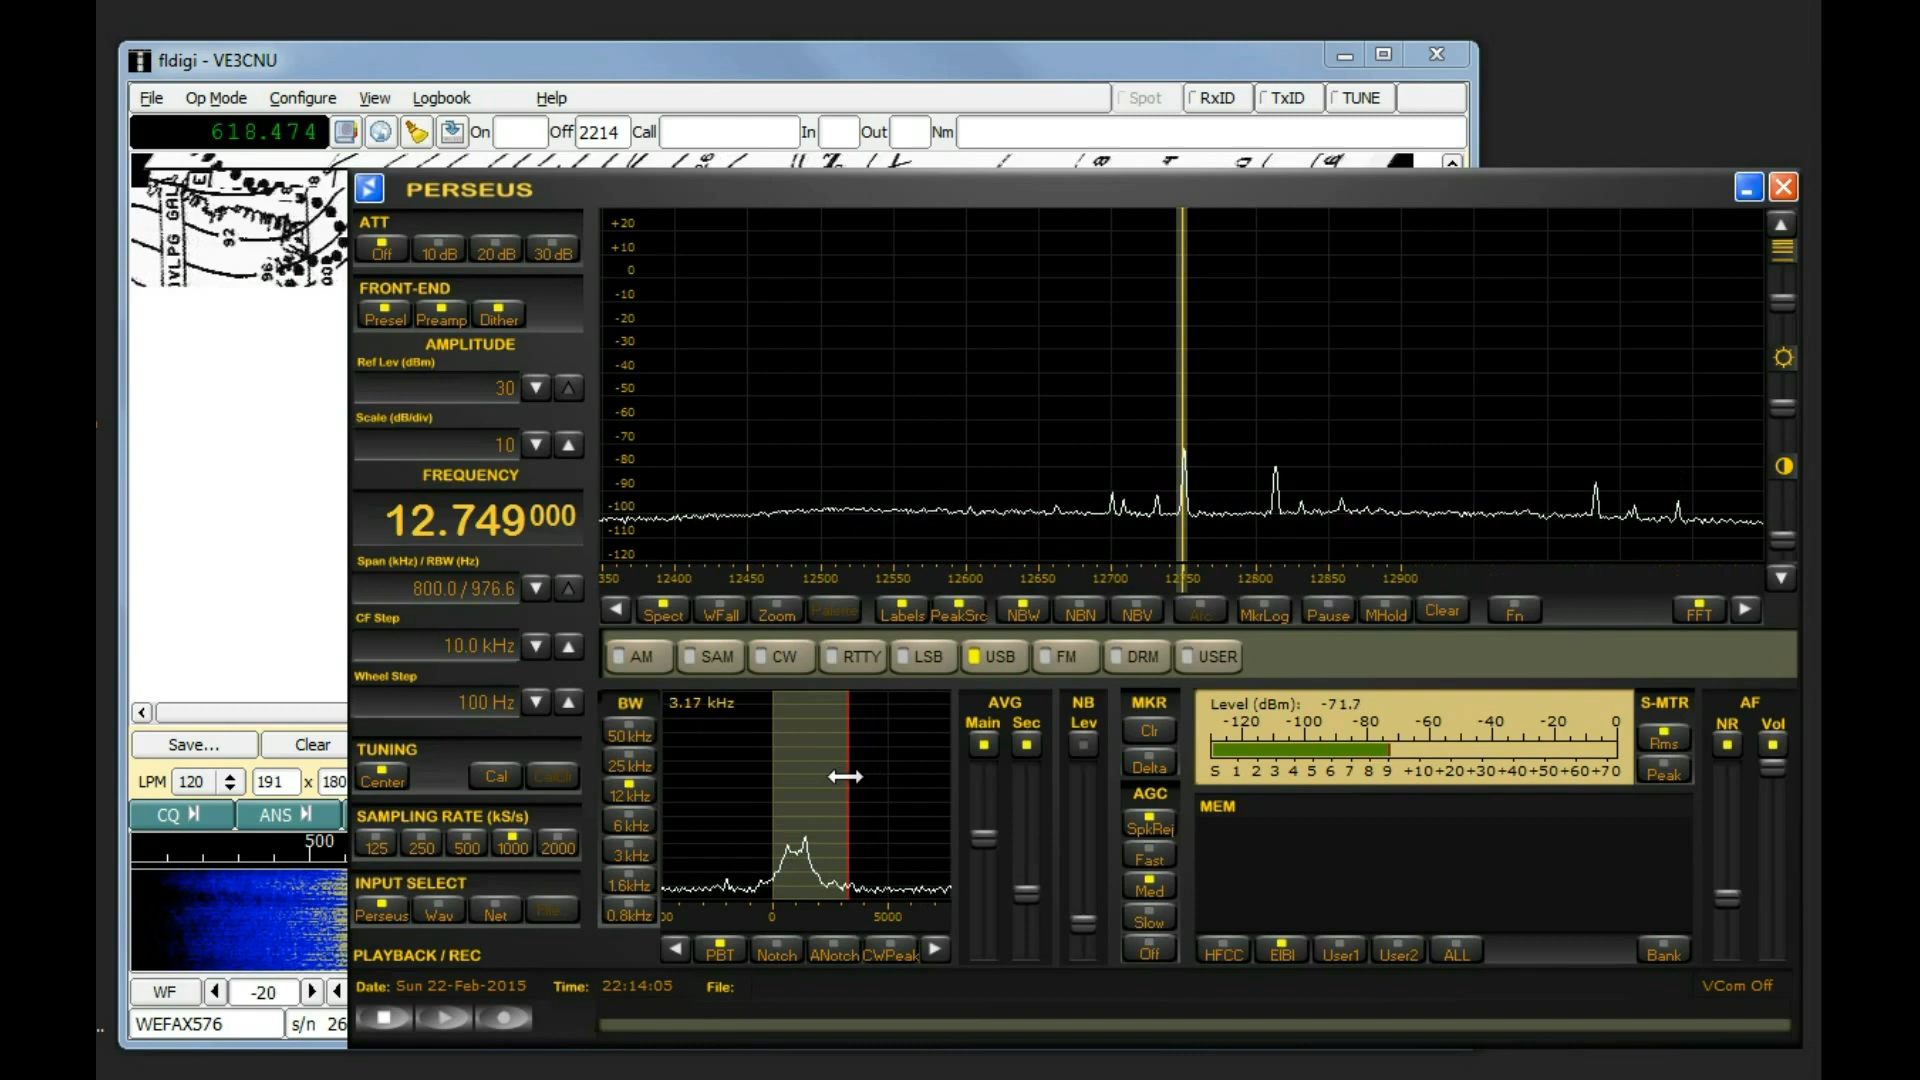 fldigi - VE3CNU
File Op Mode Configure View Logbook Help Spot RxID TxID TUNE
618.474 On Off 2214 Call In Out Nm
PERSEUS
ATT
Off 10 dB 20 dB 30 dB
FRONT-END
Presel Preamp Dither
AMPLITUDE
Ref Lev (dBm)
30
Scale (dB/div)
10
FREQUENCY
12.749 000
Span (kHz) / RBW (Hz)
800.0 / 976.6
CF Step
10.0 kHz
Wheel Step
100 Hz
TUNING
Center Cal CalClr
SAMPLING RATE (kS/s)
125 250 500 1000 2000
INPUT SELECT
Perseus Wav Net
PLAYBACK / REC
Date: Sun 22-Feb-2015 Time: 22:14:05 File:
+20
+10
0
-10
-20
-30
-40
-50
-60
-70
-80
-90
-100
-110
-120
350 12400 12450 12500 12550 12600 12650 12700 12750 12800 12850 12900
Spect WFall Zoom Palette Labels PeakSrc NBW NBN NBV MkrLog Pause MHold Clear Fn FFT
AM SAM CW RTTY LSB USB FM DRM USER
BW
50 kHz
25 kHz
12 kHz
6 kHz
3 kHz
1.6kHz
0.8kHz
3.17 kHz
00 0 5000
PBT Notch ANotch CWPeak
AVG
Main Sec
NB
Lev
MKR
Clr
Delta
AGC
SpkRej
Fast
Med
Slow
Off
Level (dBm): -71.7
-120 -100 -80 -60 -40 -20 0
S 1 2 3 4 5 6 7 8 9 +10+20+30+40+50+60+70
S-MTR
Rms
Peak
AF
NR Vol
MEM
HFCC EIBI User1 User2 ALL Bank
VCom Off
92
96
00
8
E
Save... Clear
LPM 120 191 x 180
CQ ANS
500
WF -20
WEFAX576 s/n 26